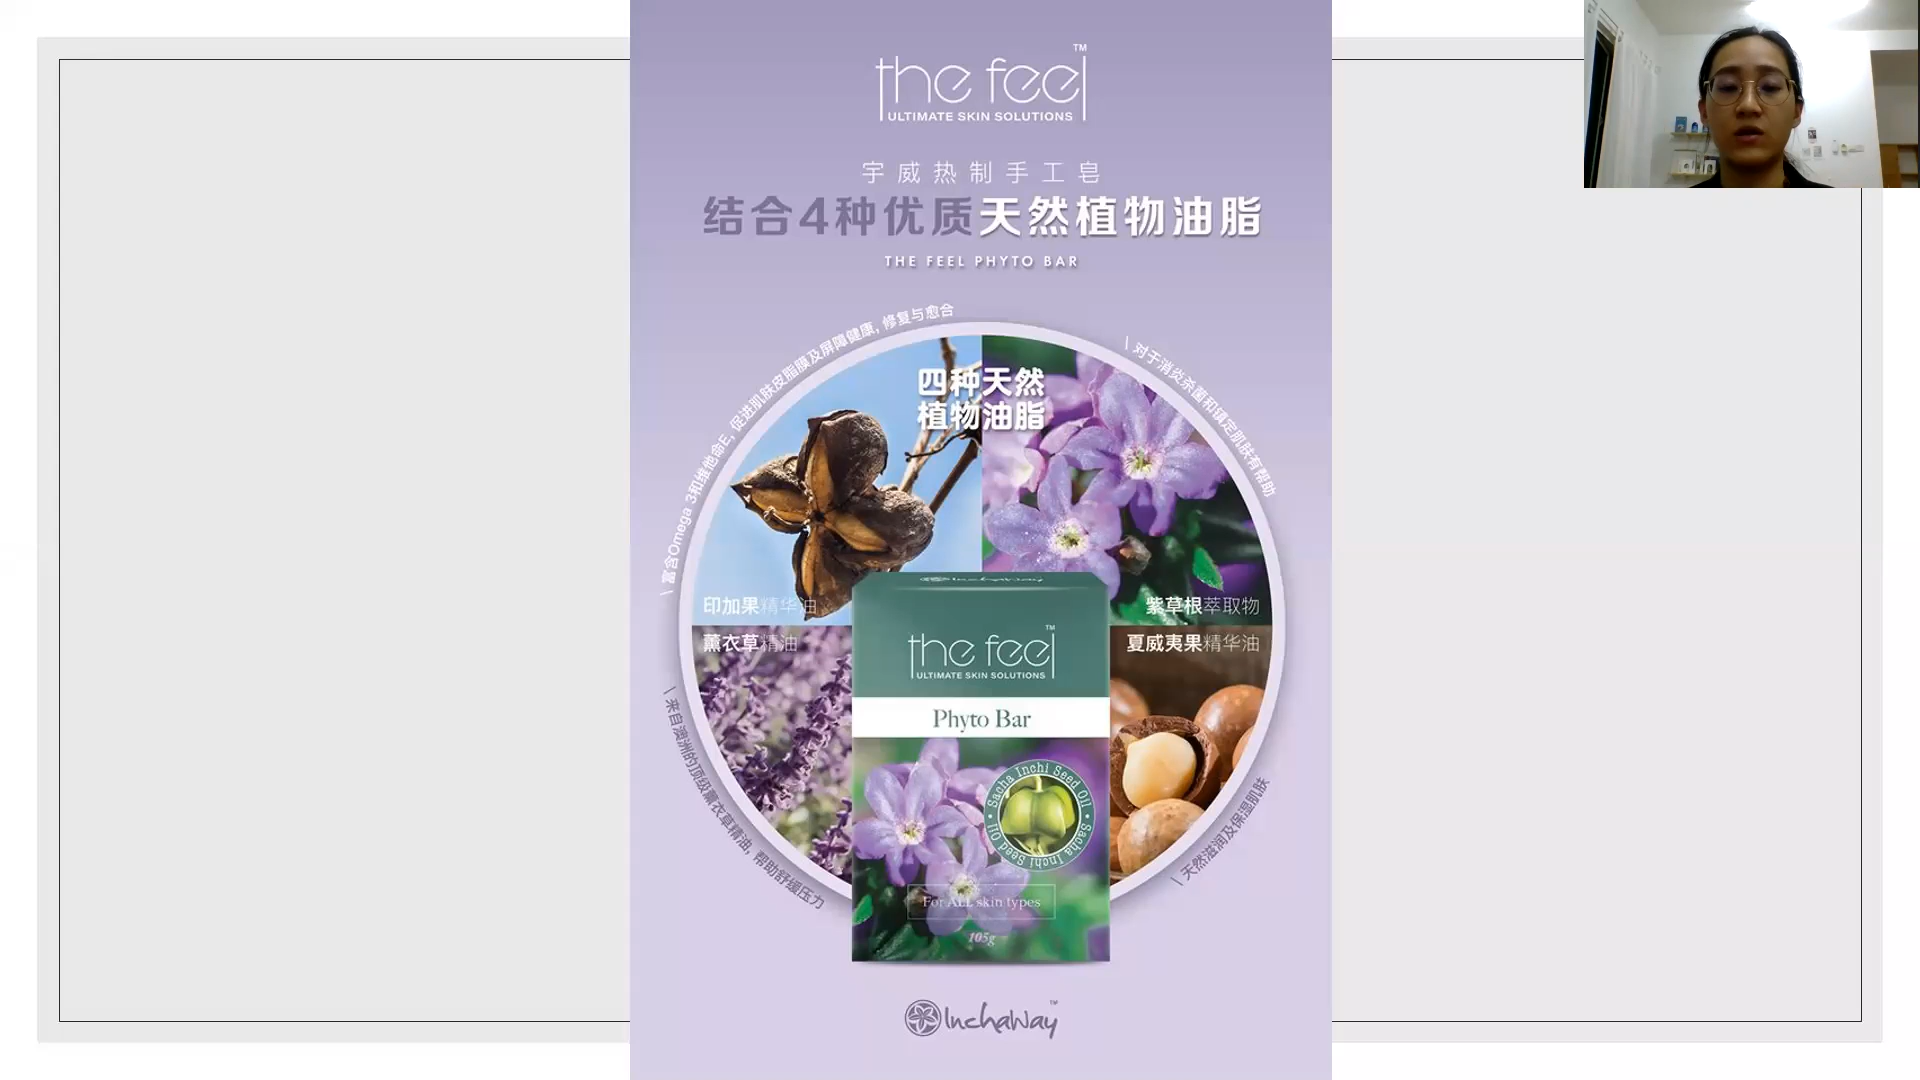 the feel™
ULTIMATE SKIN SOLUTIONS
宇威热制手工皂
结合4种优质天然植物油脂
THE FEEL PHYTO BAR
富含Omega 3和维他命E, 促进肌肤皮脂膜及屏障健康, 修复与愈合
对于消炎杀菌和镇定肌肤有帮助
四种天然
植物油脂
印加果精华油
紫草根萃取物
薰衣草精油
夏威夷果精华油
来自澳洲的顶级薰衣草精油, 帮助舒缓压力
天然滋润及保湿肌肤
InchaWay
the feel™
ULTIMATE SKIN SOLUTIONS
Phyto Bar
Sacha Inchi Seed Oil • Sacha Inchi Seed Oil •
For ALL skin types
105g
InchaWay™